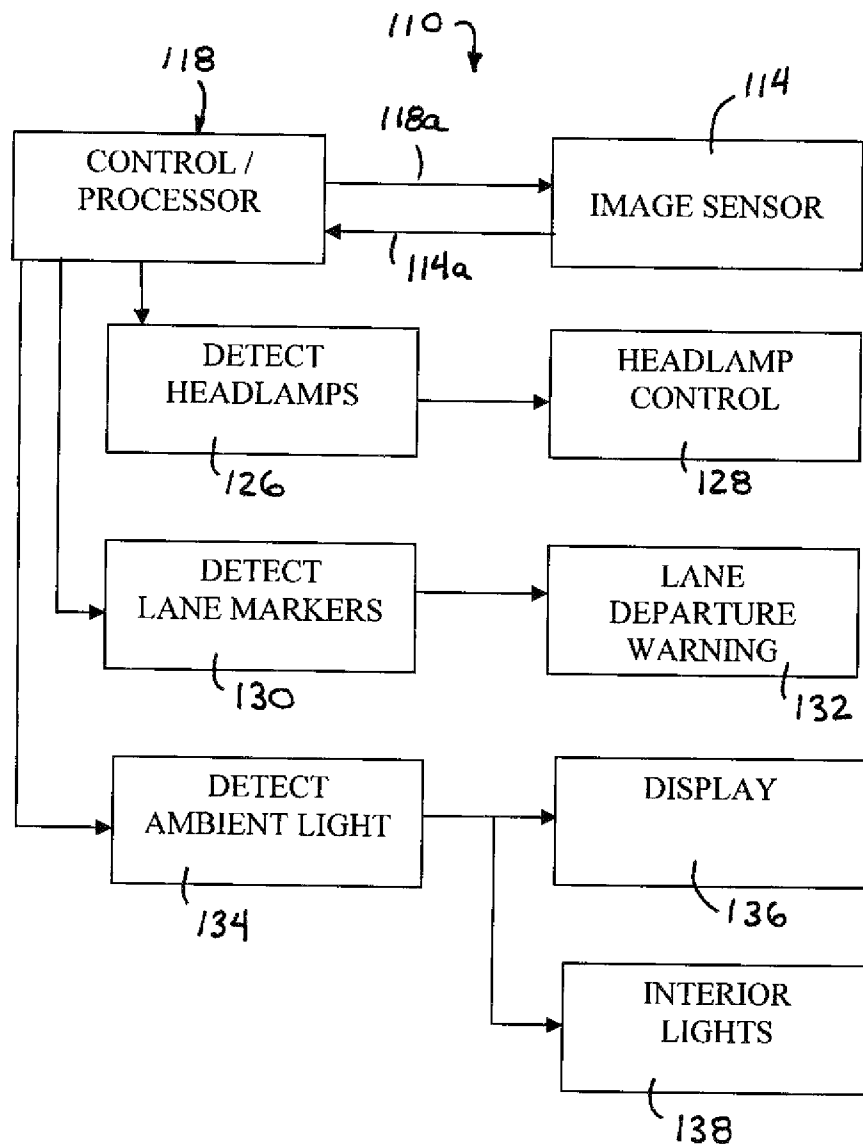 110
118
114
CONTROL /
PROCESSOR
118a
IMAGE SENSOR
114a
DETECT
HEADLAMPS
HEADLAMP
CONTROL
126
128
DETECT
LANE MARKERS
LANE
DEPARTURE
WARNING
130
132
DETECT
AMBIENT LIGHT
DISPLAY
134
136
INTERIOR
LIGHTS
138